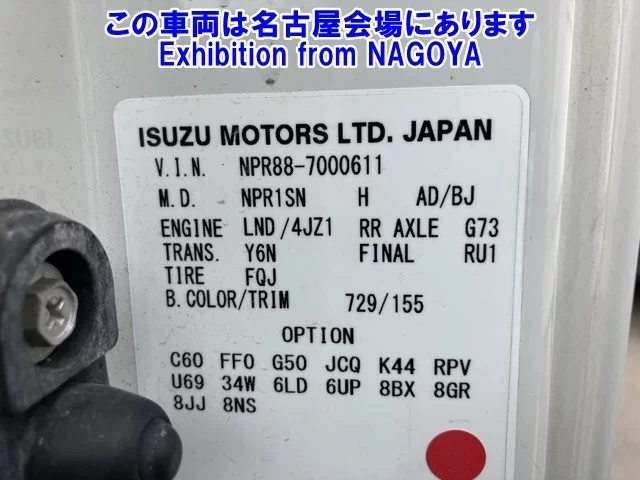 この車両は名古屋会場にあります
Exhibition from NAGOYA
ISUZU MOTORS LTD. JAPAN
V.I.N. NPR88-7000611
M.D. NPR1SN H AD/BJ
ENGINE LND/4JZ1 RR AXLE G73
TRANS. Y6N FINAL RU1
TIRE FQJ
B.COLOR/TRIM 729/155
OPTION
C60 FF0 G50 JCQ K44 RPV
U69 34W 6LD 6UP 8BX 8GR
8JJ 8NS